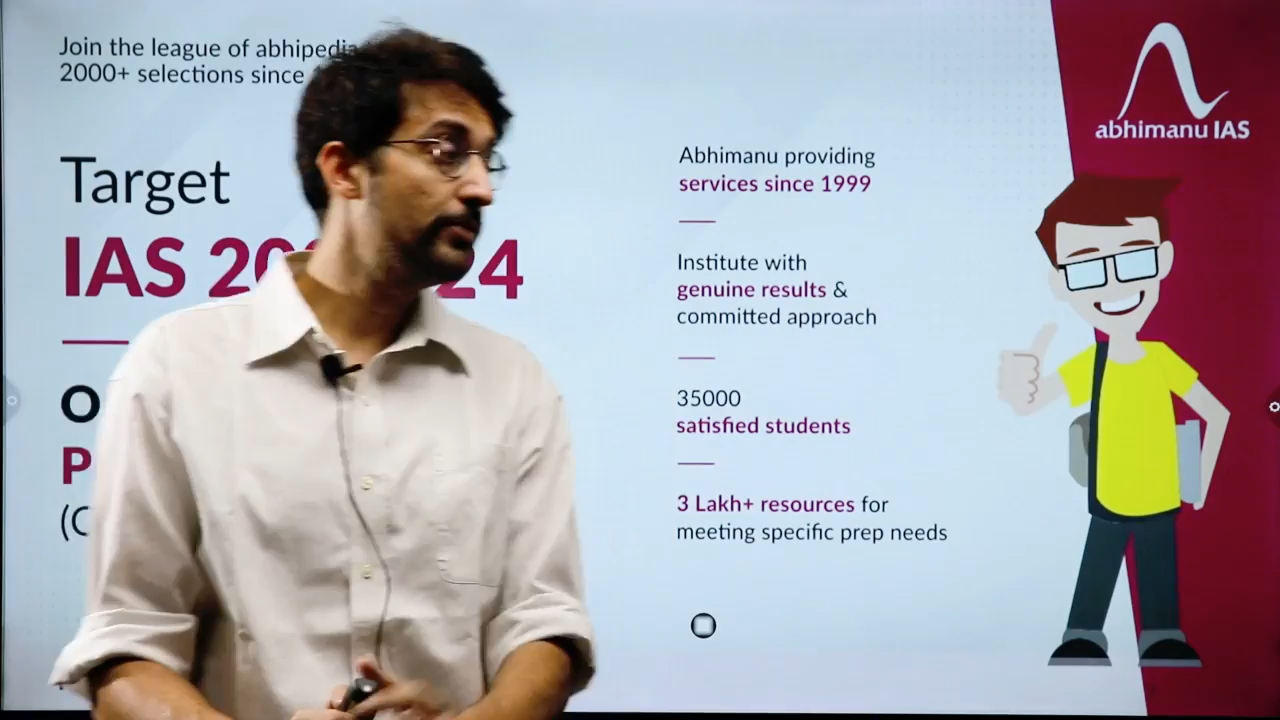 Join the league of abhipedia
2000+ selections since
Target
IAS 20 24
Abhimanu providing
services since 1999
Institute with
genuine results &
committed approach
35000
satisfied students
3 Lakh+ resources for
meeting specific prep needs
abhimanu IAS